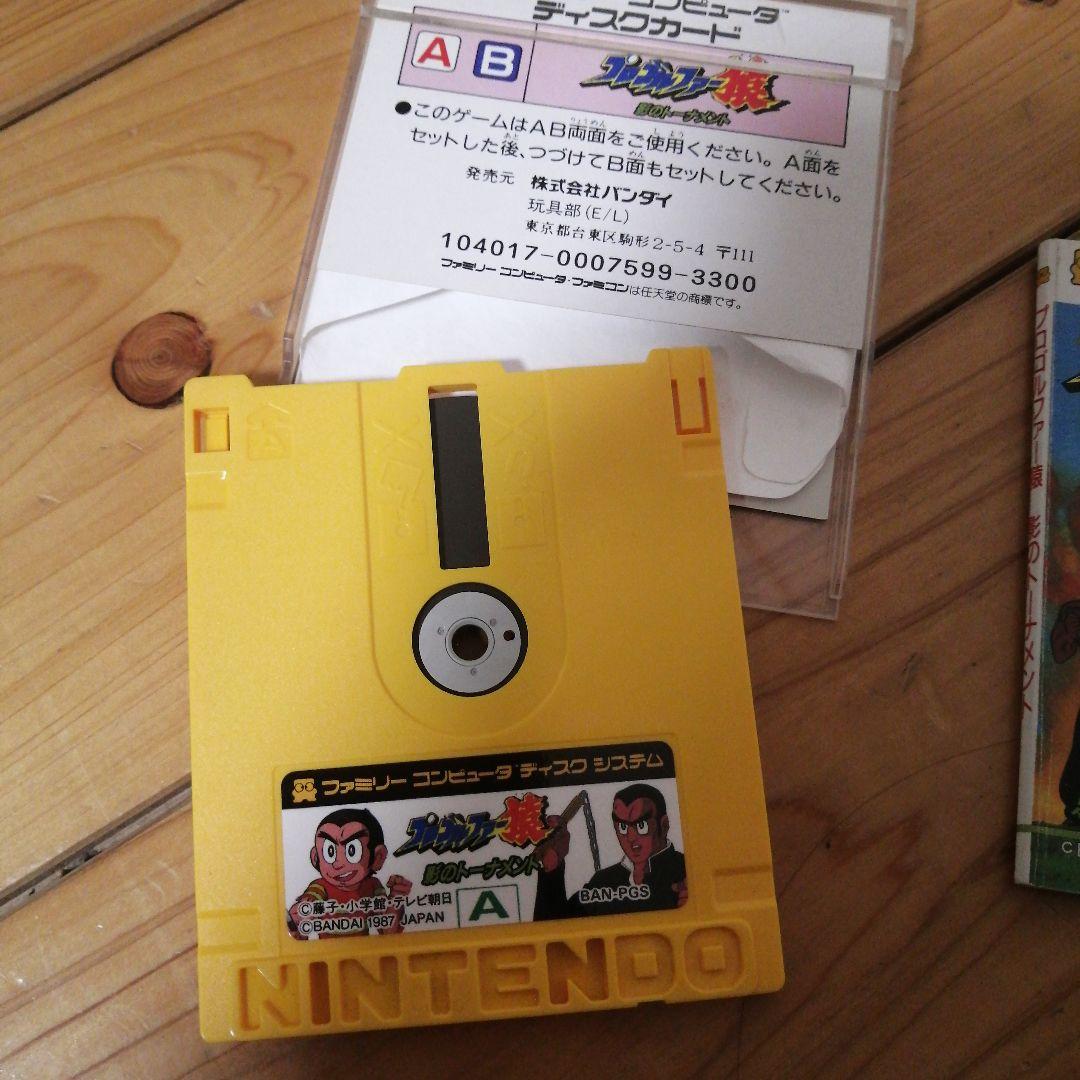 コンピュータ™
ディスクカード
A B プロゴルファー猿
影のトーナメント
●このゲームはAB両面をご使用ください。A面を
セットした後、つづけてB面もセットしてください。
発売元 株式会社バンダイ
玩具部(E/L)
東京都台東区駒形2-5-4 〒111
104017-0007599-3300
ファミリー コンピュータ・ファミコンは任天堂の商標です。
プロゴルファー猿 影のトーナメント
ファミリー コンピュータ ディスク システム
プロゴルファー猿
影のトーナメント
©藤子・小学館・テレビ朝日
©BANDAI 1987 JAPAN
A
BAN-PGS
NINTENDO